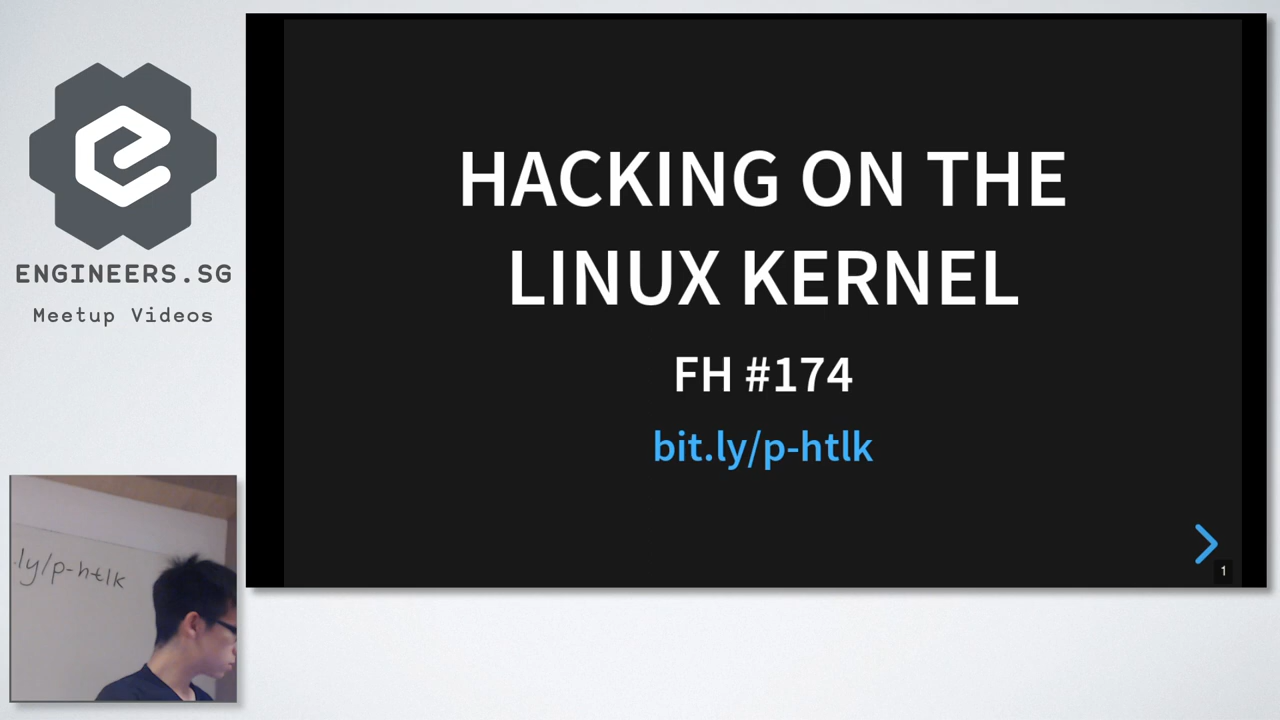 ENGINEERS.SG
Meetup Videos
HACKING ON THE
LINUX KERNEL
FH #174
bit.ly/p-htlk
1
.ly/p-htlk